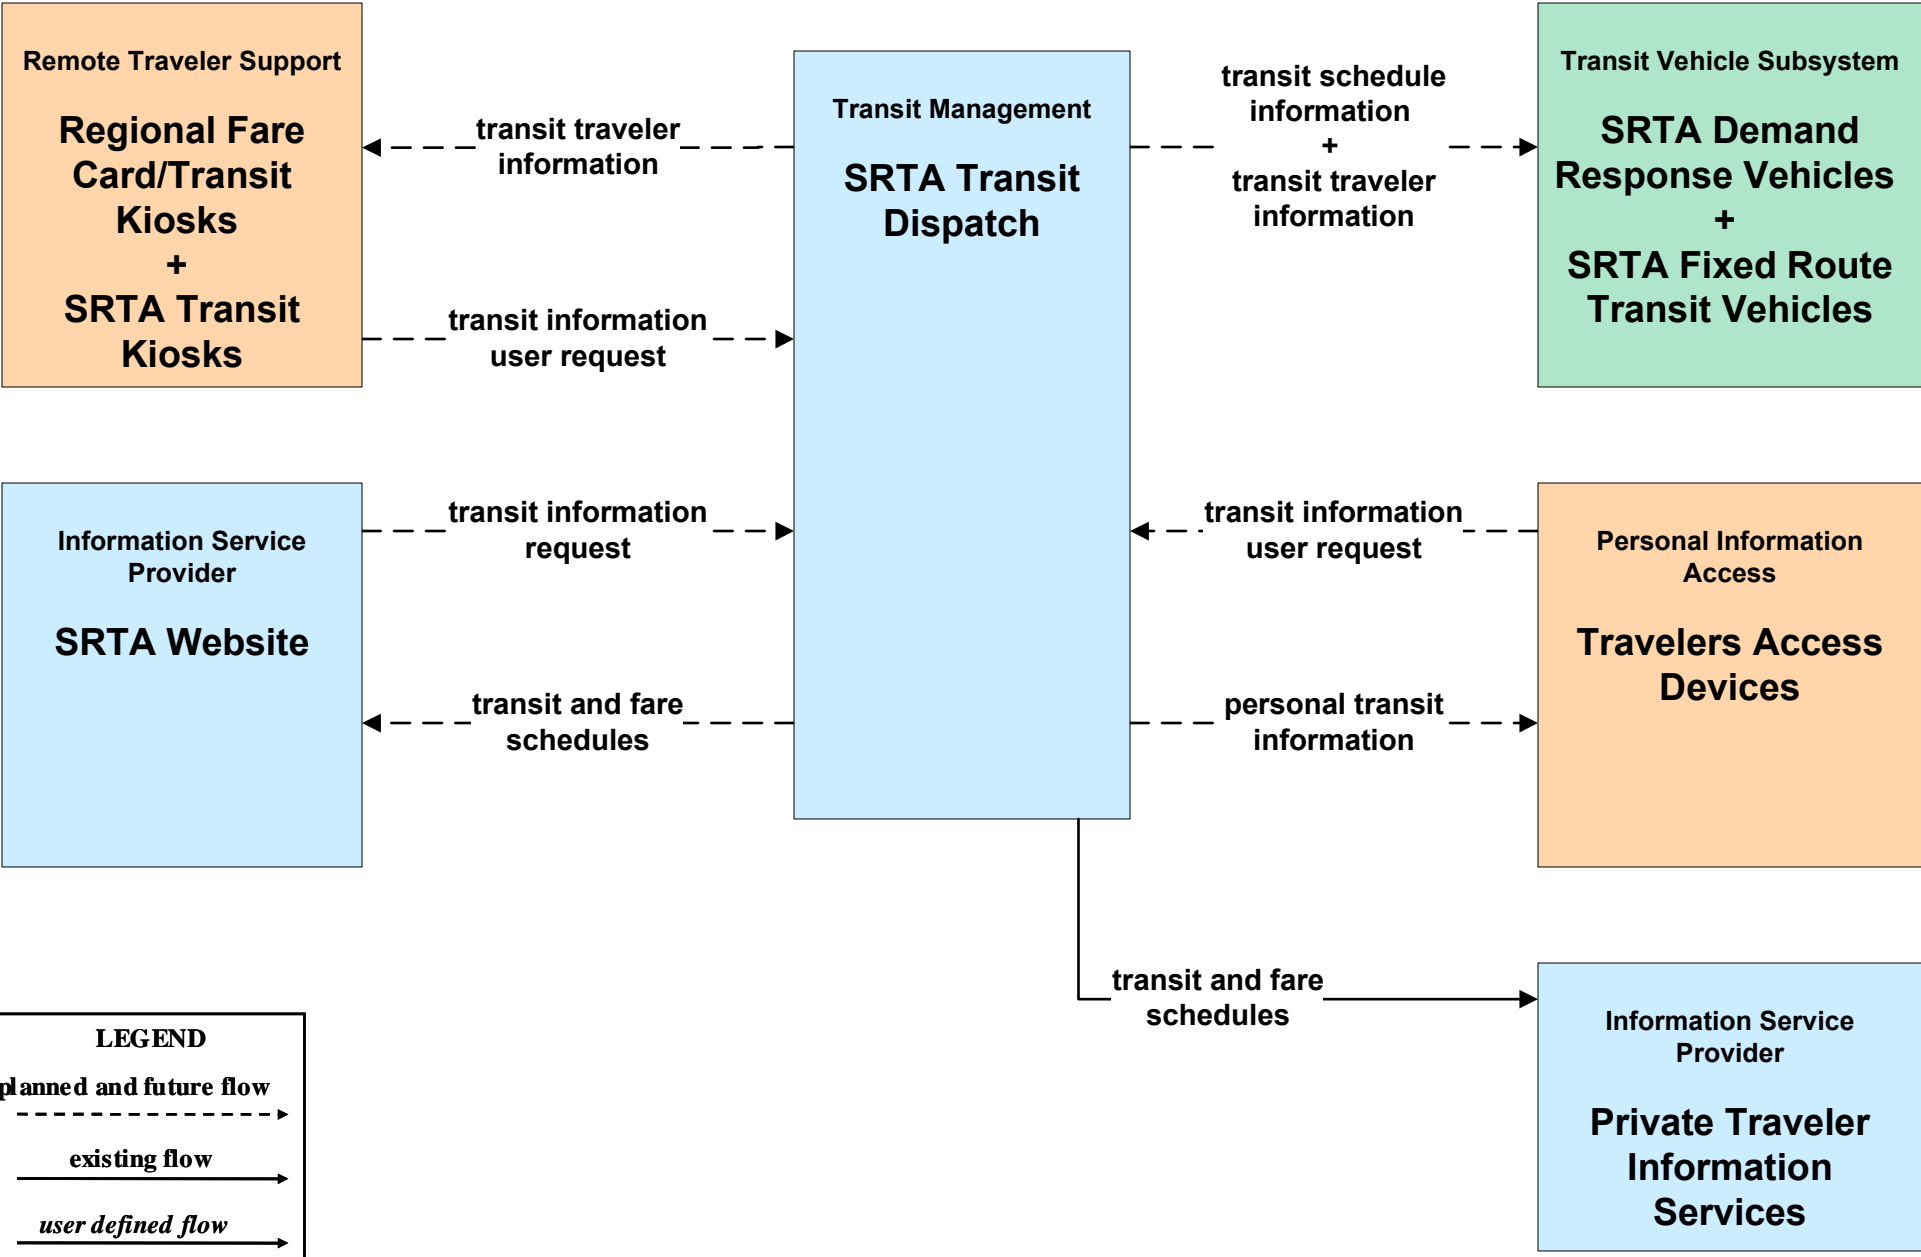 Remote Traveler Support
Regional Fare
Card/Transit
Kiosks
+
SRTA Transit
Kiosks
transit traveler
information
transit information
user request
Transit Management
SRTA Transit
Dispatch
transit schedule
information
+
transit traveler
information
Transit Vehicle Subsystem
SRTA Demand
Response Vehicles
+
SRTA Fixed Route
Transit Vehicles
Information Service
Provider
SRTA Website
transit information
request
transit and fare
schedules
transit information
user request
personal transit
information
Personal Information
Access
Travelers Access
Devices
transit and fare
schedules
Information Service
Provider
Private Traveler
Information
Services
LEGEND
planned and future flow
existing flow
user defined flow